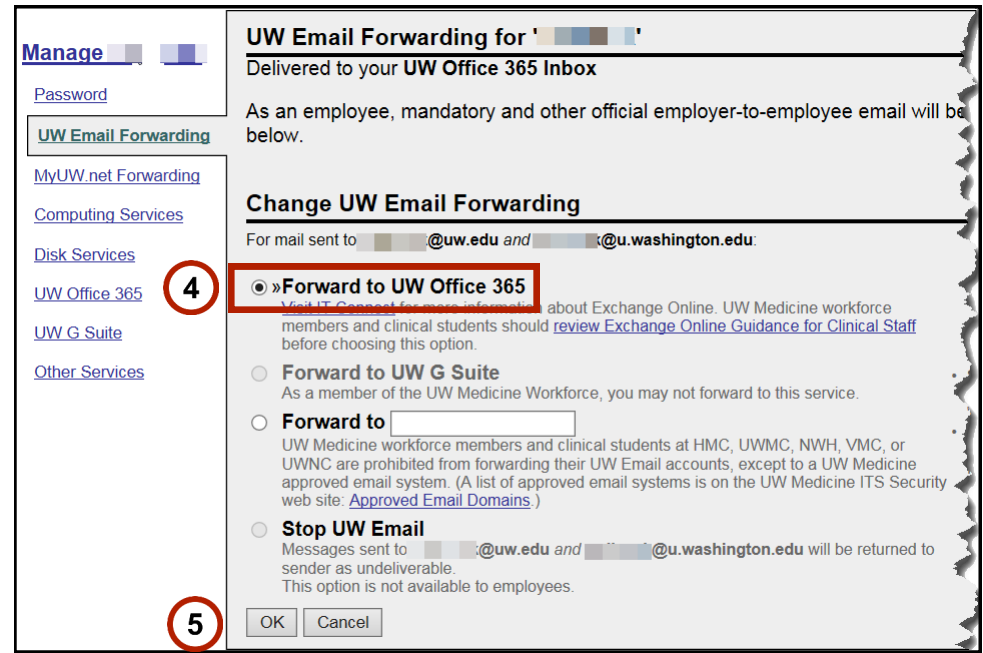 Manage
Password
UW Email Forwarding
MyUW.net Forwarding
Computing Services
Disk Services
UW Office 365
UW G Suite
Other Services
UW Email Forwarding for ' '
Delivered to your UW Office 365 Inbox
As an employee, mandatory and other official employer-to-employee email will be
below.
Change UW Email Forwarding
For mail sent to @uw.edu and @u.washington.edu:
4
»Forward to UW Office 365
Visit IT Connect for more information about Exchange Online. UW Medicine workforce
members and clinical students should review Exchange Online Guidance for Clinical Staff
before choosing this option.
Forward to UW G Suite
As a member of the UW Medicine Workforce, you may not forward to this service.
Forward to
UW Medicine workforce members and clinical students at HMC, UWMC, NWH, VMC, or
UWNC are prohibited from forwarding their UW Email accounts, except to a UW Medicine
approved email system. (A list of approved email systems is on the UW Medicine ITS Security
web site: Approved Email Domains.)
Stop UW Email
Messages sent to @uw.edu and @u.washington.edu will be returned to
sender as undeliverable.
This option is not available to employees.
5
OK Cancel